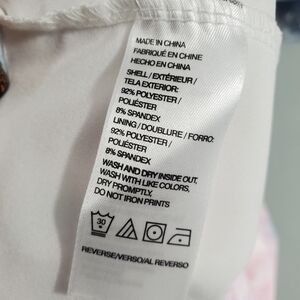 MADE IN CHINA
FABRIQUÉ EN CHINE
HECHO EN CHINA
SHELL / EXTÉRIEUR /
TELA EXTERIOR:
92% POLYESTER /
POLIÉSTER
8% SPANDEX
LINING / DOUBLURE / FORRO:
92% POLYESTER /
POLIÉSTER
8% SPANDEX
WASH AND DRY INSIDE OUT,
WASH WITH LIKE COLORS,
DRY PROMPTLY.
DO NOT IRON PRINTS
30
REVERSE/VERSO/AL REVERSO